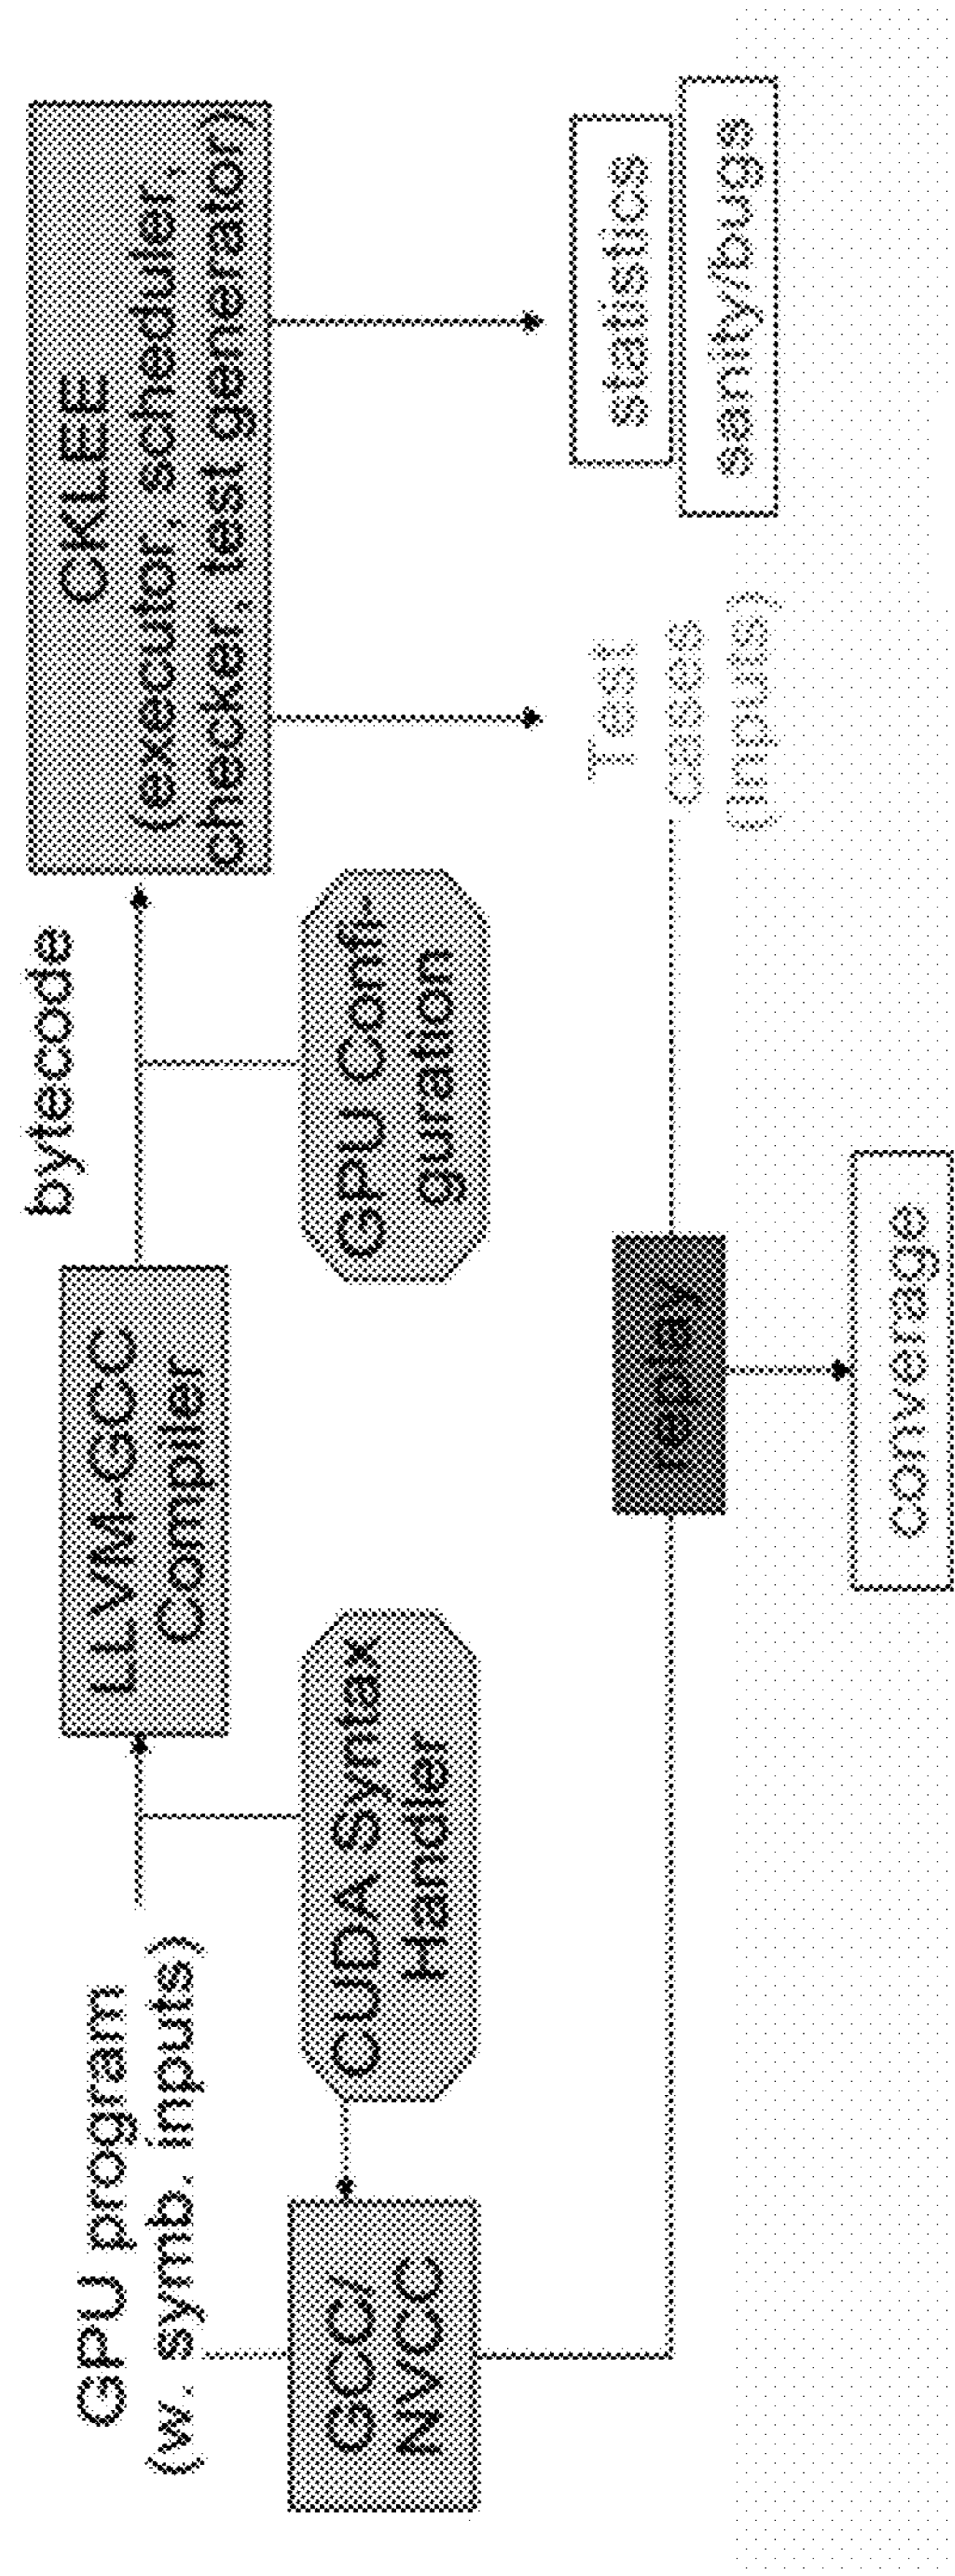 GPU program
(w. symb. inputs)
LLVM-GCC
Compiler
bytecode
CKLEE
(executor, scheduler,
checker, test generator)
GCC/
NVCC
CUDA Syntax
Handler
GPU Confi-
guration
replay
Test
cases
(Inputs)
statistics
sanity/bugs
converage